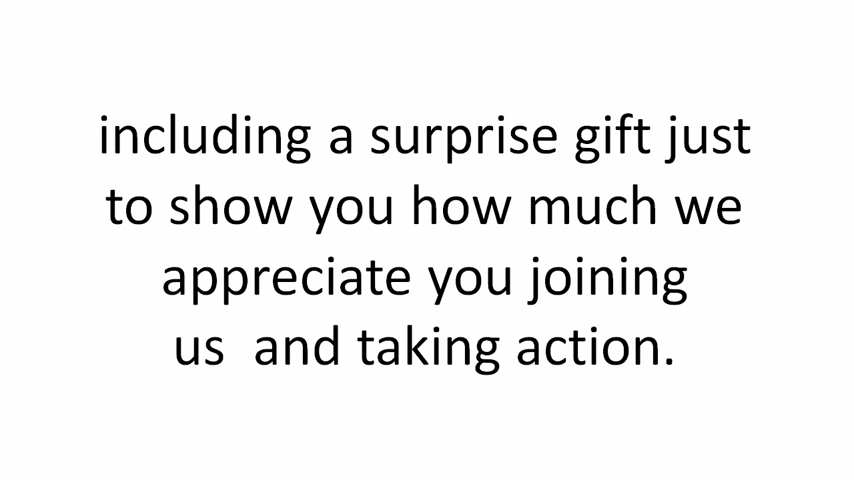 including a surprise gift just
to show you how much we
appreciate you joining
us  and taking action.